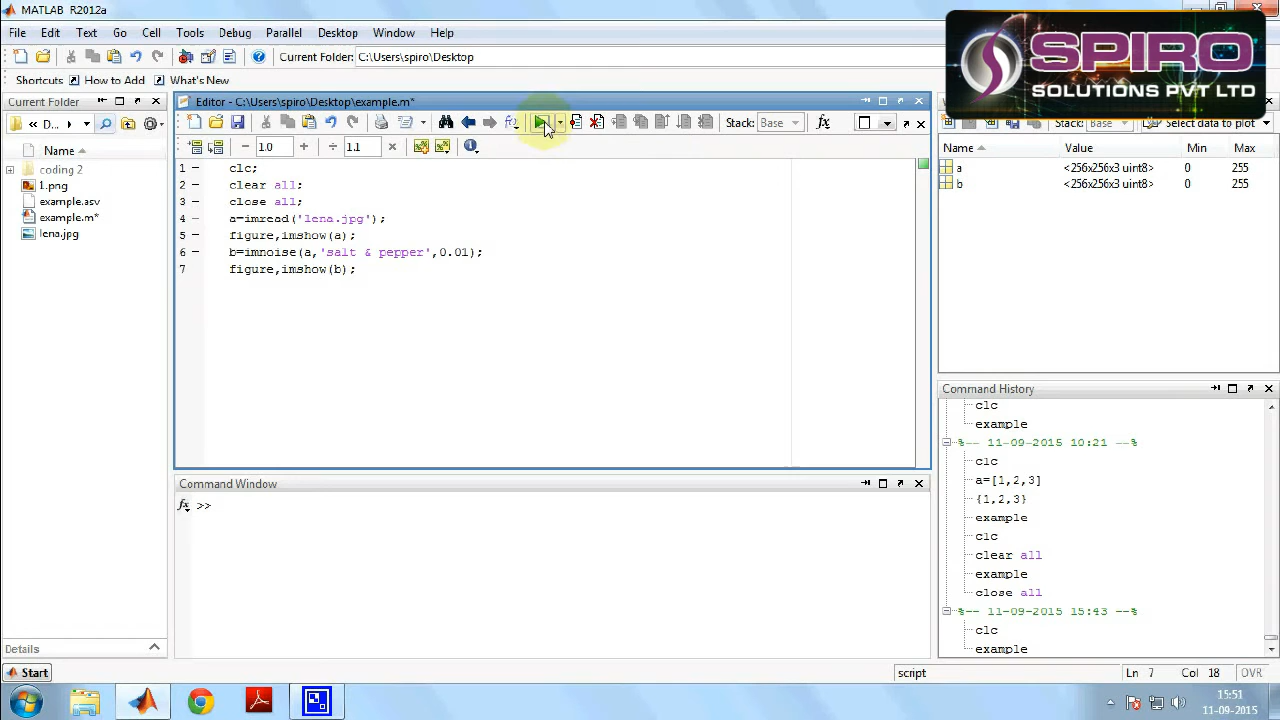 MATLAB R2012a
File Edit Text Go Cell Tools Debug Parallel Desktop Window Help
Current Folder: C:\Users\spiro\Desktop
Shortcuts How to Add What's New
SPIRO
SOLUTIONS PVT LTD
Current Folder
« D... ▸
Name
coding 2
1.png
example.asv
example.m*
lena.jpg
Details
Editor - C:\Users\spiro\Desktop\example.m*
Stack: Base
− 1.0 + ÷ 1.1 ×
1 − clc;
2 − clear all;
3 − close all;
4 − a=imread('lena.jpg');
5 − figure,imshow(a);
6 − b=imnoise(a,'salt & pepper',0.01);
7 figure,imshow(b);
Command Window
fx >>
Stack: Base Select data to plot
Name Value Min Max
a <256x256x3 uint8> 0 255
b <256x256x3 uint8> 0 255
Command History
clc
example
%-- 11-09-2015 10:21 --%
clc
a=[1,2,3]
{1,2,3}
example
clc
clear all
example
close all
%-- 11-09-2015 15:43 --%
clc
example
Start
script Ln 7 Col 18 OVR
15:51
11-09-2015